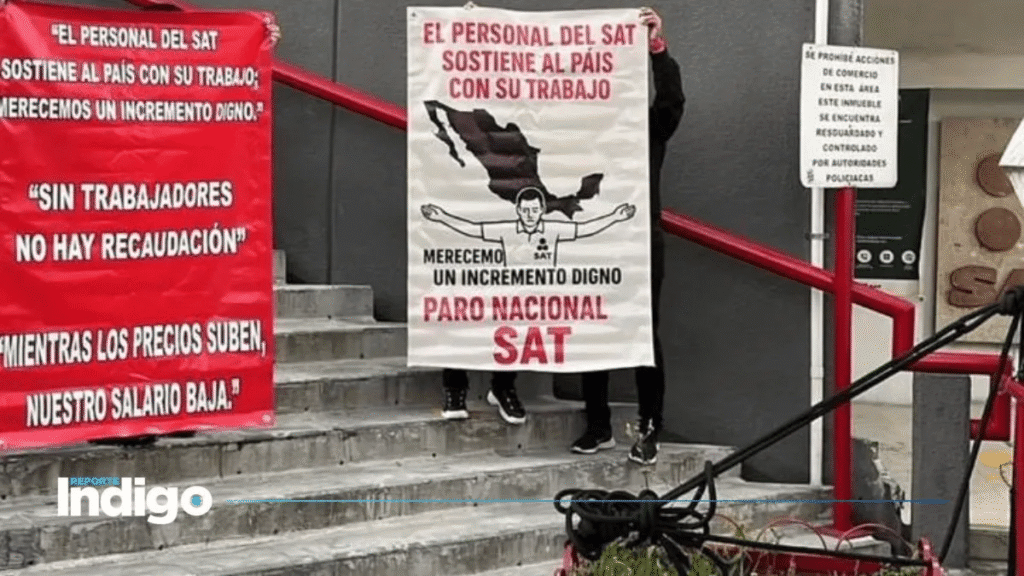 "EL PERSONAL DEL SAT
SOSTIENE AL PAÍS CON SU TRABAJO;
MERECEMOS UN INCREMENTO DIGNO."
"SIN TRABAJADORES
NO HAY RECAUDACIÓN"
"MIENTRAS LOS PRECIOS SUBEN,
NUESTRO SALARIO BAJA."
EL PERSONAL DEL SAT
SOSTIENE AL PAÍS
CON SU TRABAJO
SAT
MERECEMO
UN INCREMENTO DIGNO
PARO NACIONAL
SAT
SE PROHIBE ACCIONES
DE COMERCIO
EN ESTA ÁREA
ESTE INMUEBLE
SE ENCUENTRA
RESGUARDADO Y
CONTROLADO
POR AUTORIDADES
POLICIACAS
REPORTE
Indigo